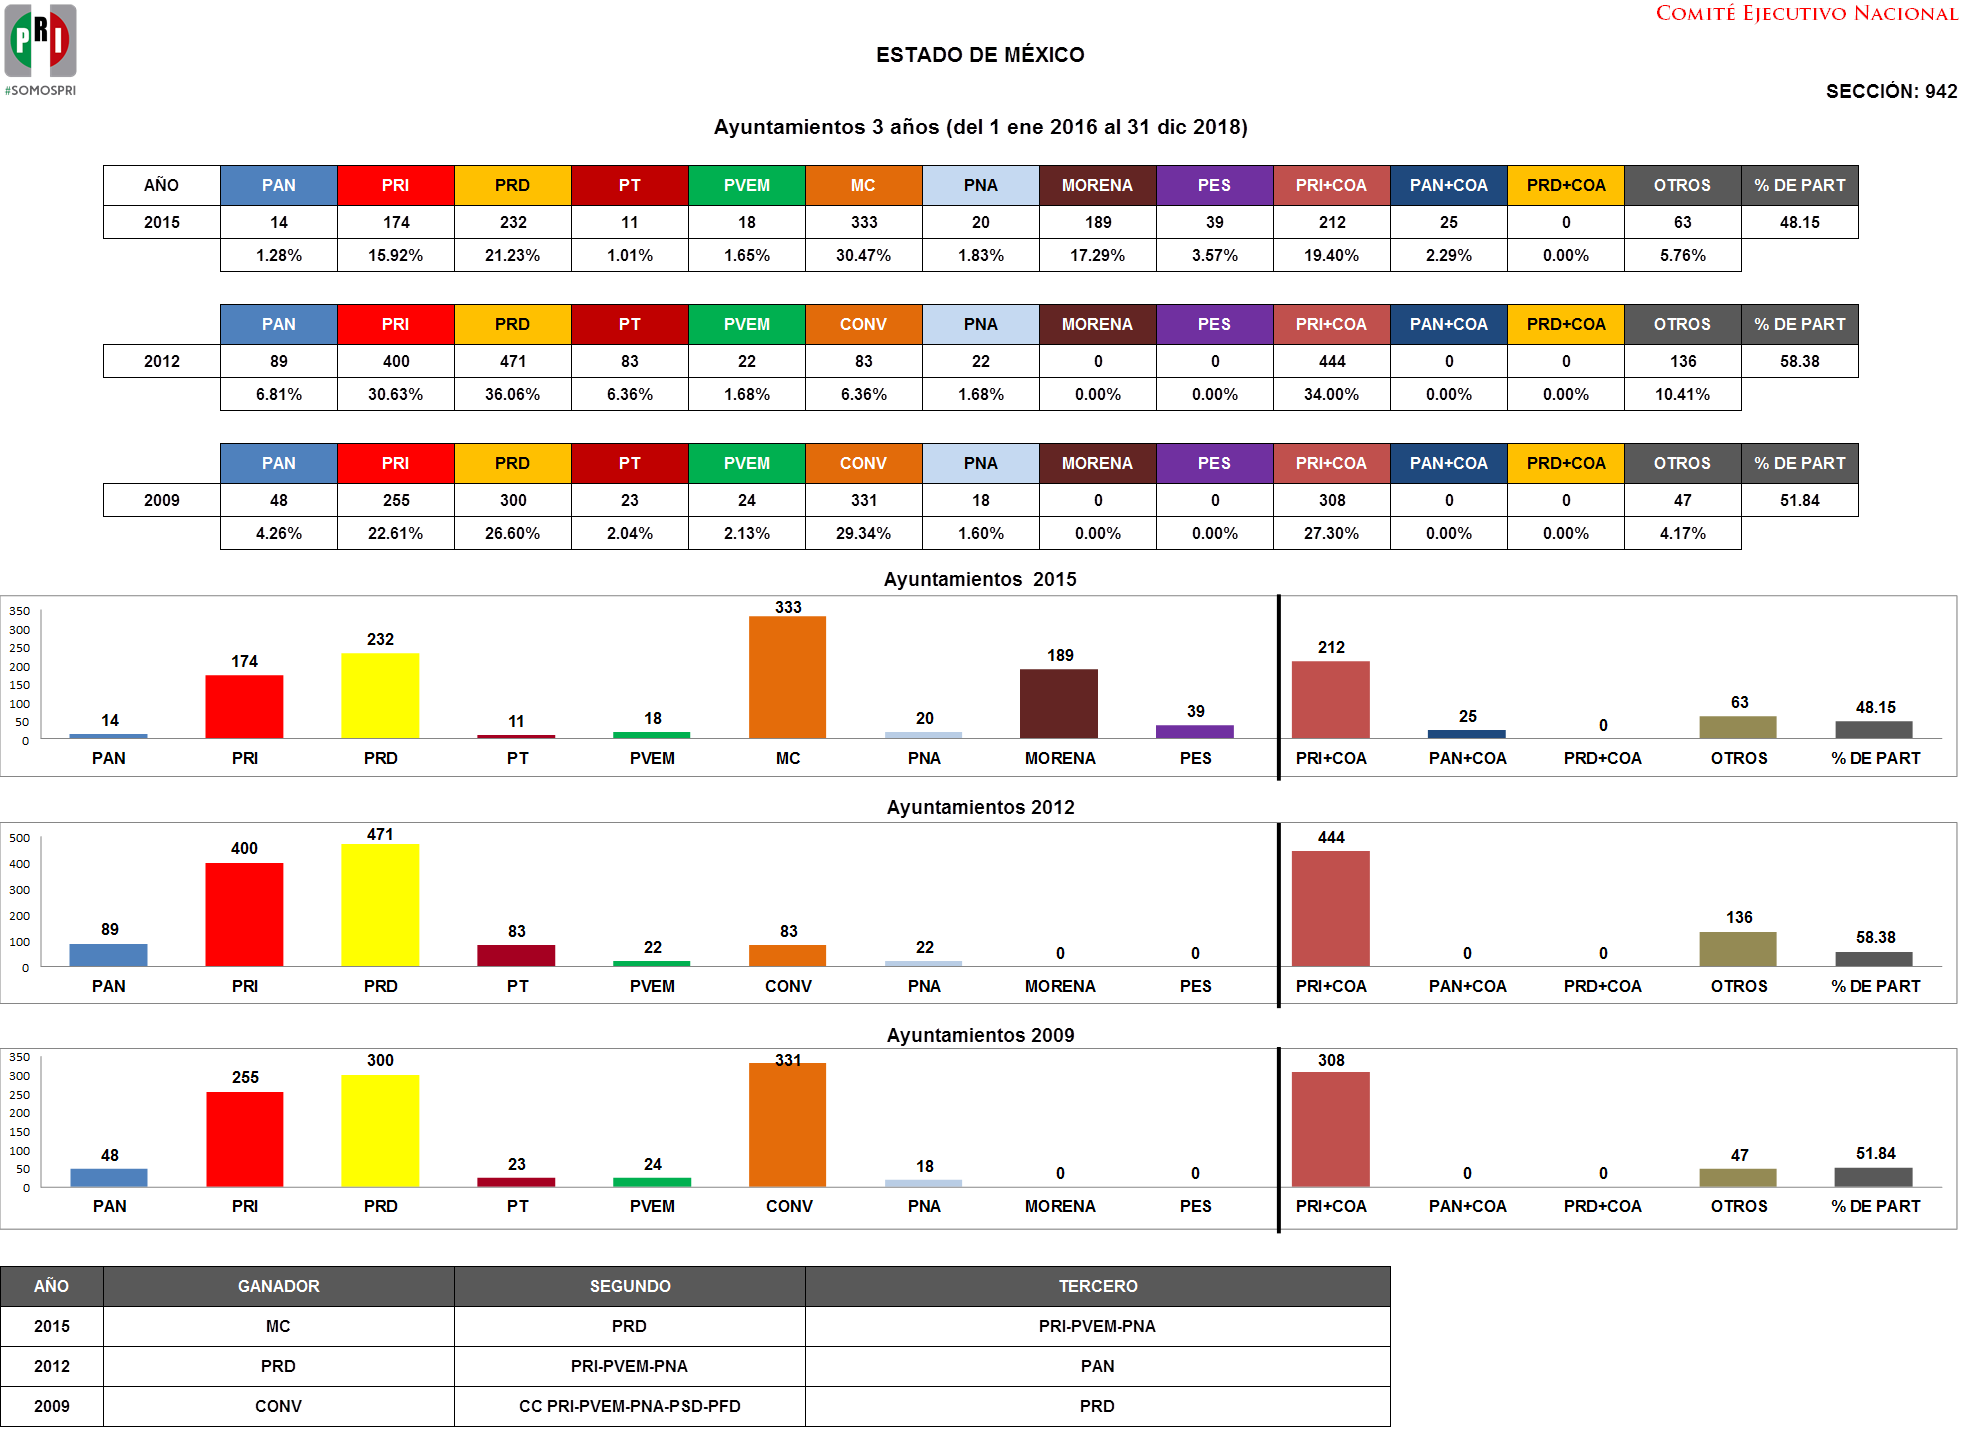 PRI
#SOMOSPRI
COMITÉ EJECUTIVO NACIONAL
ESTADO DE MÉXICO
SECCIÓN: 942
Ayuntamientos 3 años (del 1 ene 2016 al 31 dic 2018)
AÑO PAN PRI PRD PT PVEM MC PNA MORENA PES PRI+COA PAN+COA PRD+COA OTROS % DE PART
2015 14 174 232 11 18 333 20 189 39 212 25 0 63 48.15
1.28% 15.92% 21.23% 1.01% 1.65% 30.47% 1.83% 17.29% 3.57% 19.40% 2.29% 0.00% 5.76%
PAN PRI PRD PT PVEM CONV PNA MORENA PES PRI+COA PAN+COA PRD+COA OTROS % DE PART
2012 89 400 471 83 22 83 22 0 0 444 0 0 136 58.38
6.81% 30.63% 36.06% 6.36% 1.68% 6.36% 1.68% 0.00% 0.00% 34.00% 0.00% 0.00% 10.41%
PAN PRI PRD PT PVEM CONV PNA MORENA PES PRI+COA PAN+COA PRD+COA OTROS % DE PART
2009 48 255 300 23 24 331 18 0 0 308 0 0 47 51.84
4.26% 22.61% 26.60% 2.04% 2.13% 29.34% 1.60% 0.00% 0.00% 27.30% 0.00% 0.00% 4.17%
Ayuntamientos 2015
350
300
250
200
150
100
50
0
14 174 232 11 18 333 20 189 39 212 25 0 63 48.15
PAN PRI PRD PT PVEM MC PNA MORENA PES PRI+COA PAN+COA PRD+COA OTROS % DE PART
Ayuntamientos 2012
500
400
300
200
100
0
89 400 471 83 22 83 22 0 0 444 0 0 136 58.38
PAN PRI PRD PT PVEM CONV PNA MORENA PES PRI+COA PAN+COA PRD+COA OTROS % DE PART
Ayuntamientos 2009
350
300
250
200
150
100
50
0
48 255 300 23 24 331 18 0 0 308 0 0 47 51.84
PAN PRI PRD PT PVEM CONV PNA MORENA PES PRI+COA PAN+COA PRD+COA OTROS % DE PART
AÑO GANADOR SEGUNDO TERCERO
2015 MC PRD PRI-PVEM-PNA
2012 PRD PRI-PVEM-PNA PAN
2009 CONV CC PRI-PVEM-PNA-PSD-PFD PRD